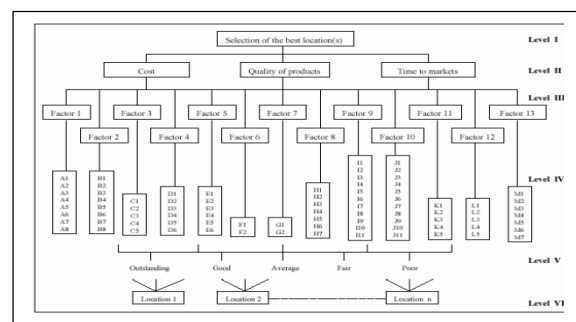 Selection of the best location(s)
Level I
Cost
Quality of products
Time to markets
Level II
Level III
Factor 1
Factor 3
Factor 5
Factor 7
Factor 9
Factor 11
Factor 13
Factor 2
Factor 4
Factor 6
Factor 8
Factor 10
Factor 12
Level IV
A1
A2
A3
A4
A5
A6
A7
A8
B1
B2
B3
B4
B5
B6
B7
B8
C1
C2
C3
C4
C5
D1
D2
D3
D4
D5
D6
E1
E2
E3
E4
E5
E6
F1
F2
G1
G2
H1
H2
H3
H4
H5
H6
H7
I1
I2
I3
I4
I5
I6
I7
I8
I9
I10
J1
J2
J3
J4
J5
J6
J7
J8
J9
J10
J11
K1
K2
K3
K4
K5
L1
L2
L3
L4
L5
M1
M2
M3
M4
M5
M6
M7
Level V
Outstanding
Good
Average
Fair
Poor
Location 1
Location 2
Location n
Level VI